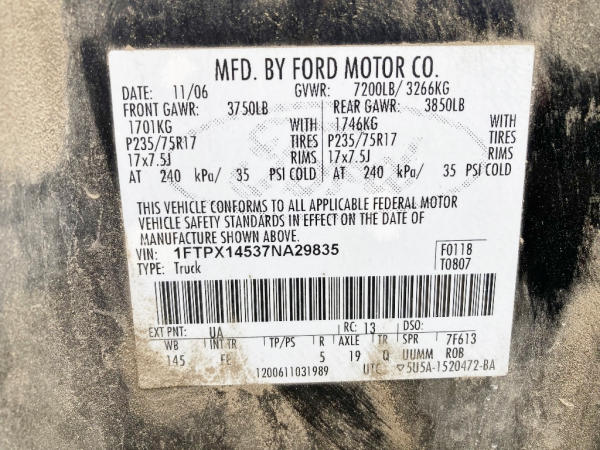 MFD. BY FORD MOTOR CO.
DATE: 11/06 GVWR: 7200LB/ 3266KG
FRONT GAWR: 3750LB REAR GAWR: 3850LB
1701KG WITH 1746KG WITH
P235/75R17 TIRES P235/75R17 TIRES
17x7.5J RIMS 17x7.5J RIMS
AT 240 kPa/ 35 PSI COLD AT 240 kPa/ 35 PSI COLD
THIS VEHICLE CONFORMS TO ALL APPLICABLE FEDERAL MOTOR
VEHICLE SAFETY STANDARDS IN EFFECT ON THE DATE OF
MANUFACTURE SHOWN ABOVE.
VIN: 1FTPX14537NA29835 F0118
TYPE: Truck T0807
EXT PNT: UA RC: 13 DSO:
WB INT TR TP/PS R AXLE TR SPR 7F613
145 FE 5 19 Q UUMM ROB
1200611031989 UTC ▽5U5A-1520472-BA